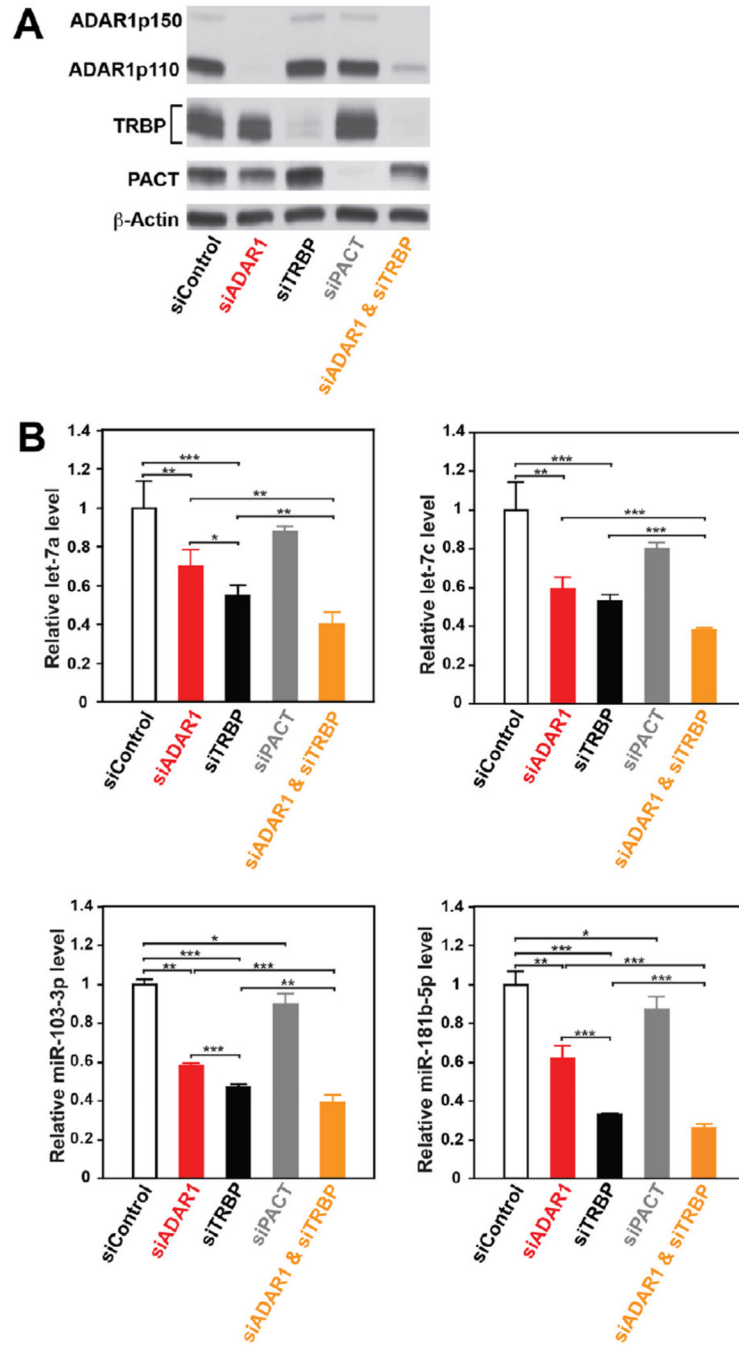 A
ADAR1p150
ADAR1p110
TRBP
PACT
β-Actin
siControl
siADAR1
siTRBP
siPACT
siADAR1 & siTRBP
B
Relative let-7a level
1.4
1.2
1
0.8
0.6
0.4
0.2
0
***
**
**
**
*
siControl
siADAR1
siTRBP
siPACT
siADAR1 & siTRBP
Relative let-7c level
1.4
1.2
1
0.8
0.6
0.4
0.2
0
***
**
***
***
siControl
siADAR1
siTRBP
siPACT
siADAR1 & siTRBP
Relative miR-103-3p level
1.4
1.2
1
0.8
0.6
0.4
0.2
0
*
***
** ***
**
***
siControl
siADAR1
siTRBP
siPACT
siADAR1 & siTRBP
Relative miR-181b-5p level
1.4
1.2
1
0.8
0.6
0.4
0.2
0
*
***
** ***
***
***
siControl
siADAR1
siTRBP
siPACT
siADAR1 & siTRBP